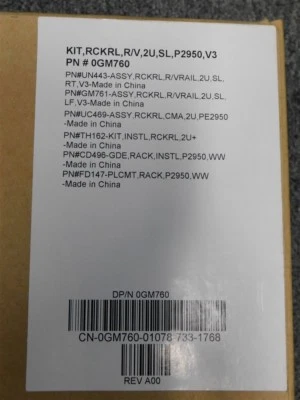 KIT,RCKRL,R/V,2U,SL,P2950,V3
PN # 0GM760
PN#UN443-ASSY,RCKRL,R/VRAIL,2U,SL,
RT,V3-Made in China
PN#GM761-ASSY,RCKRL,R/VRAIL,2U,SL,
LF,V3-Made in China
PN#UC469-ASSY,RCKRL,CMA,2U,PE2950
-Made in China
PN#TH162-KIT,INSTL,RCKRL,2U+
-Made in China
PN#CD496-GDE,RACK,INSTL,P2950,WW
-Made in China
PN#FD147-PLCMT,RACK,P2950,WW
-Made in China
DP/N 0GM760
CN-0GM760-01078-733-1768
REV A00